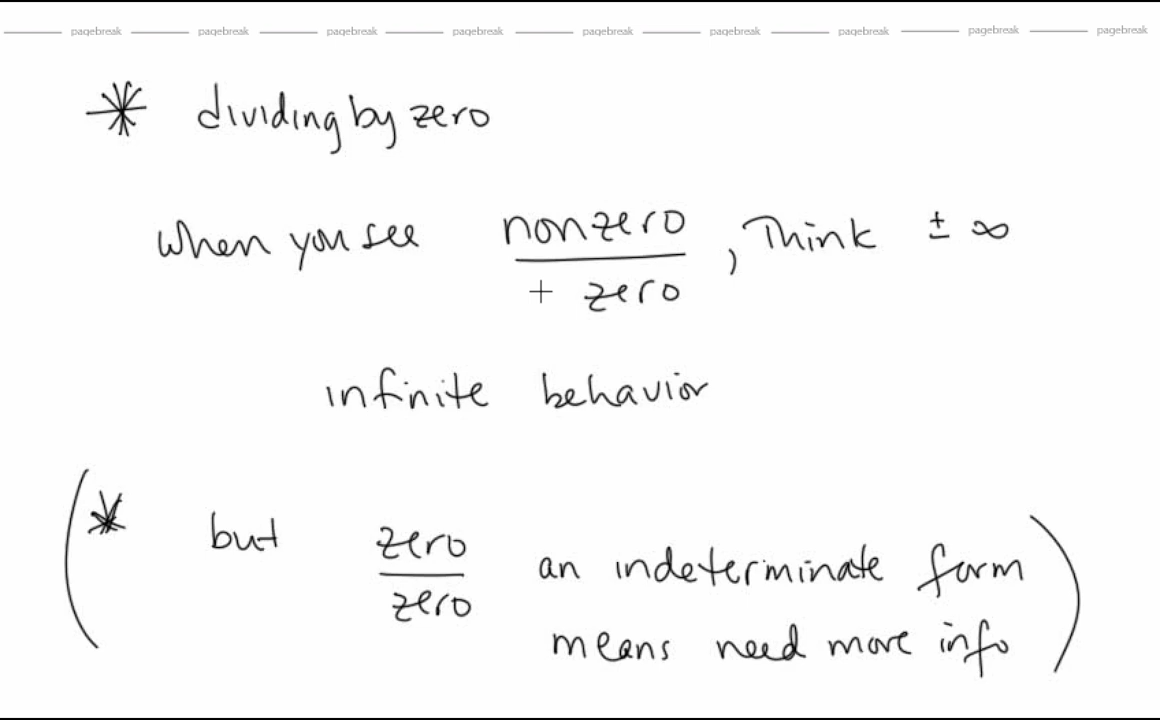 pagebreak pagebreak pagebreak pagebreak pagebreak pagebreak pagebreak pagebreak pagebreak
* dividing by zero
when you see nonzero / + zero , Think ± ∞
infinite behavior
(* but zero / zero an indeterminate form
means need more info)